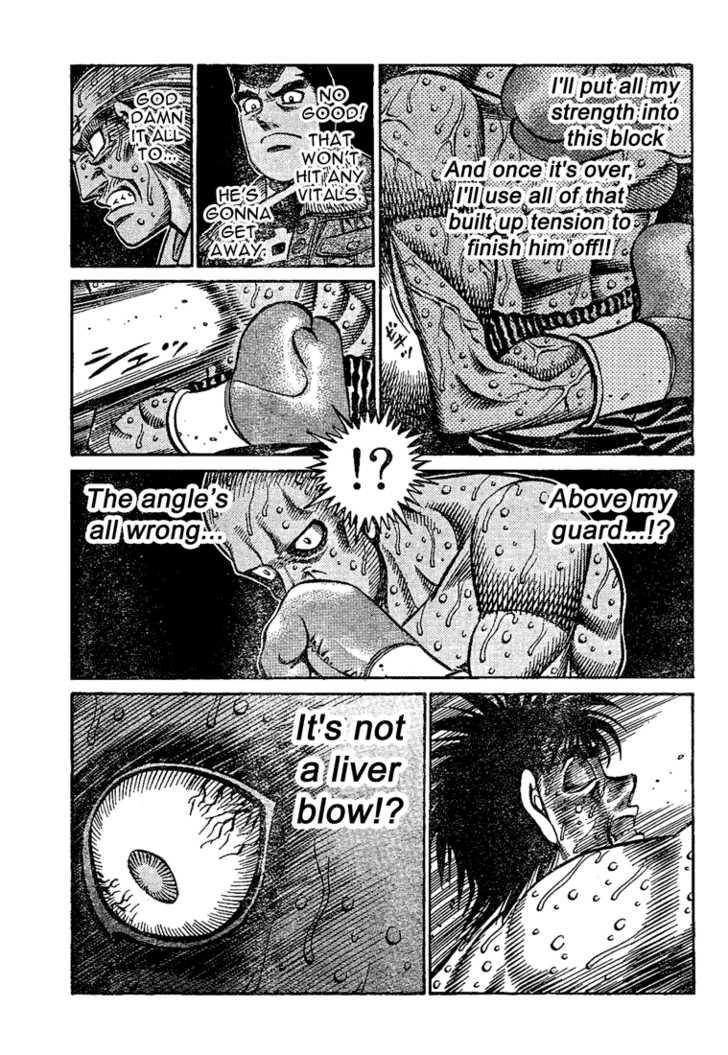 I'll put all my
strength into
this block
And once it's over,
I'll use all of that
built up tension to
finish him off!!
NO
GOOD!
THAT
WON'T
HIT ANY
VITALS.
HE'S
GONNA
GET
AWAY.
GOD
DAMN
IT ALL
TO...
!?
Above my
guard...!?
The angle's
all wrong...
It's not
a liver
blow!?